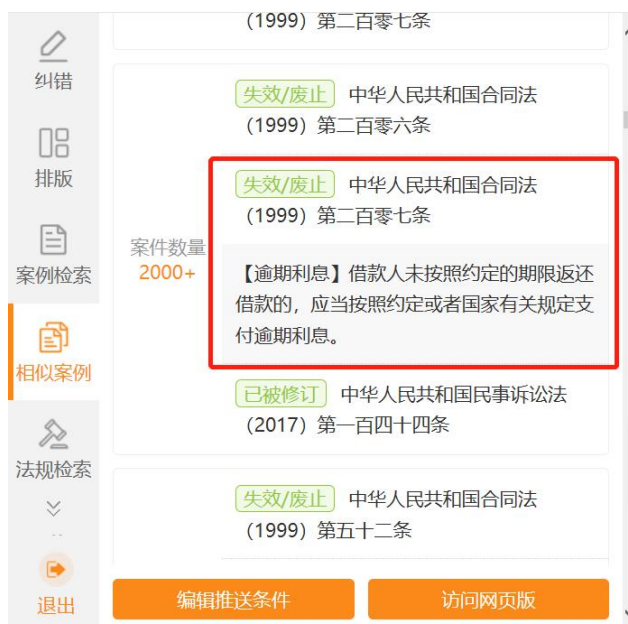 （1999）第二百零七条
纠错
失效/废止 中华人民共和国合同法
（1999）第二百零六条
排版
失效/废止 中华人民共和国合同法
（1999）第二百零七条
案件数量
2000+
案例检索
【逾期利息】借款人未按照约定的期限返还
借款的，应当按照约定或者国家有关规定支
付逾期利息。
相似案例
已被修订 中华人民共和国民事诉讼法
（2017）第一百四十四条
法规检索
失效/废止 中华人民共和国合同法
（1999）第五十二条
退出
编辑推送条件
访问网页版